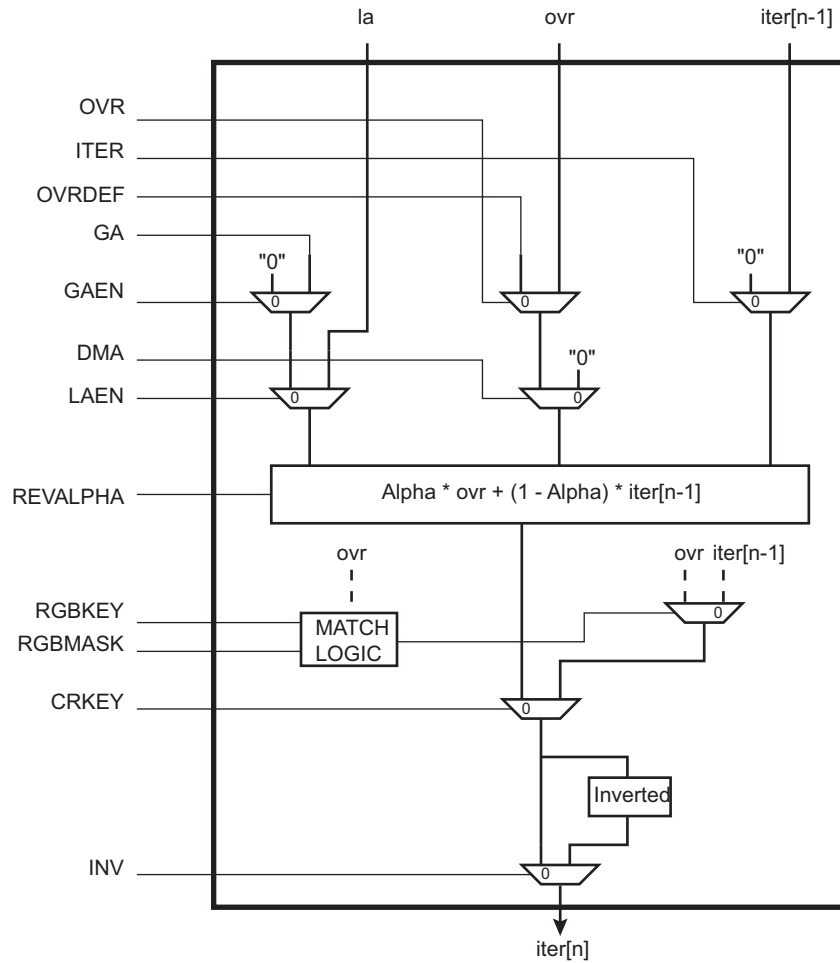 la
ovr
iter[n-1]
OVR
ITER
OVRDEF
GA
"0"
"0"
GAEN
0
0
0
DMA
"0"
LAEN
0
0
REVALPHA
Alpha * ovr + (1 - Alpha) * iter[n-1]
ovr
ovr iter[n-1]
RGBKEY
0
RGBMASK
MATCH
LOGIC
CRKEY
0
Inverted
INV
0
iter[n]